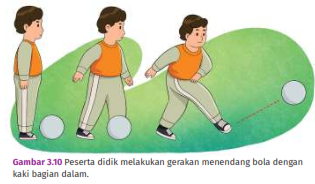 Gambar 3.10 Peserta didik melakukan gerakan menendang bola dengan
kaki bagian dalam.